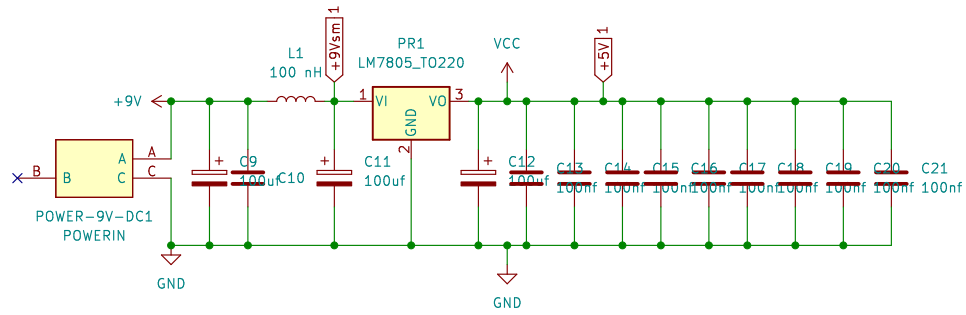 +9Vsm 1
+5V 1
L1
100 nH
PR1
LM7805_TO220
VCC
+9V
1
VI
VO
3
GND
2
A
A
B
B
C
C
POWER-9V-DC1
POWERIN
GND
C9
100uf
C10
C11
100uf
C12
100uf
C13
100nf
C14
100nf
C15
100nf
C16
100nf
C17
100nf
C18
100nf
C19
100nf
C20
100nf
C21
100nf
GND